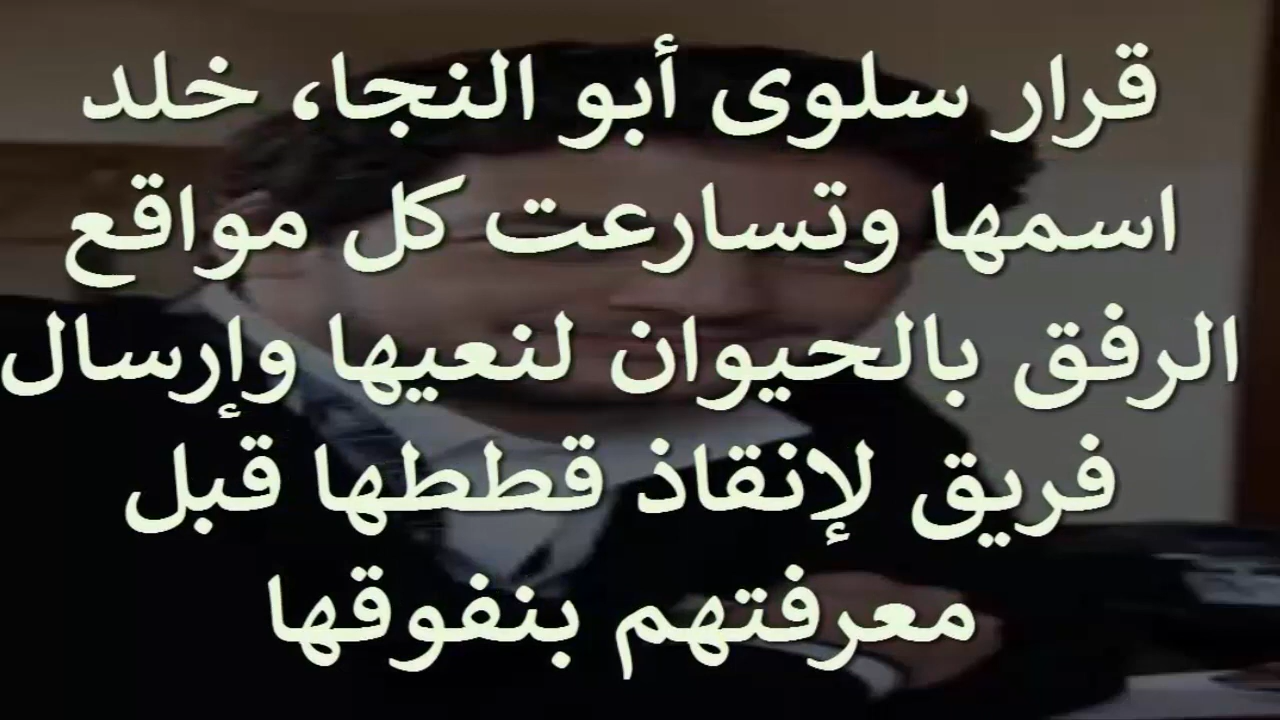 قرار سلوى أبو النجا، خلد
اسمها وتسارعت كل مواقع
الرفق بالحيوان لنعيها وإرسال
فريق لإنقاذ قططها قبل
معرفتهم بنفوقها